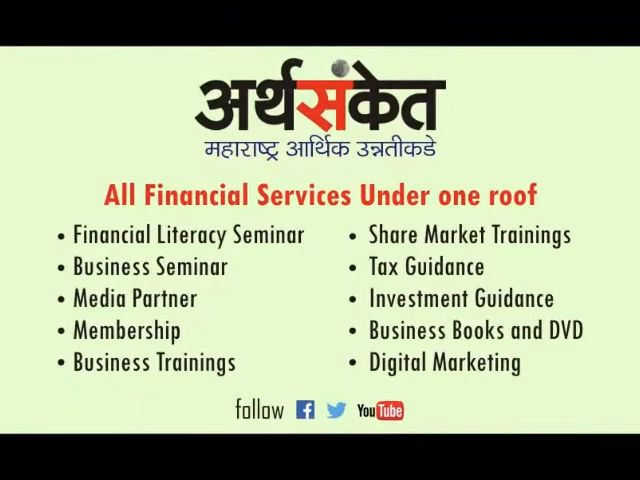 अर्थसंकेत
महाराष्ट्र आर्थिक उन्नतीकडे
All Financial Services Under one roof
• Financial Literacy Seminar
• Business Seminar
• Media Partner
• Membership
• Business Trainings
• Share Market Trainings
• Tax Guidance
• Investment Guidance
• Business Books and DVD
• Digital Marketing
follow f YouTube